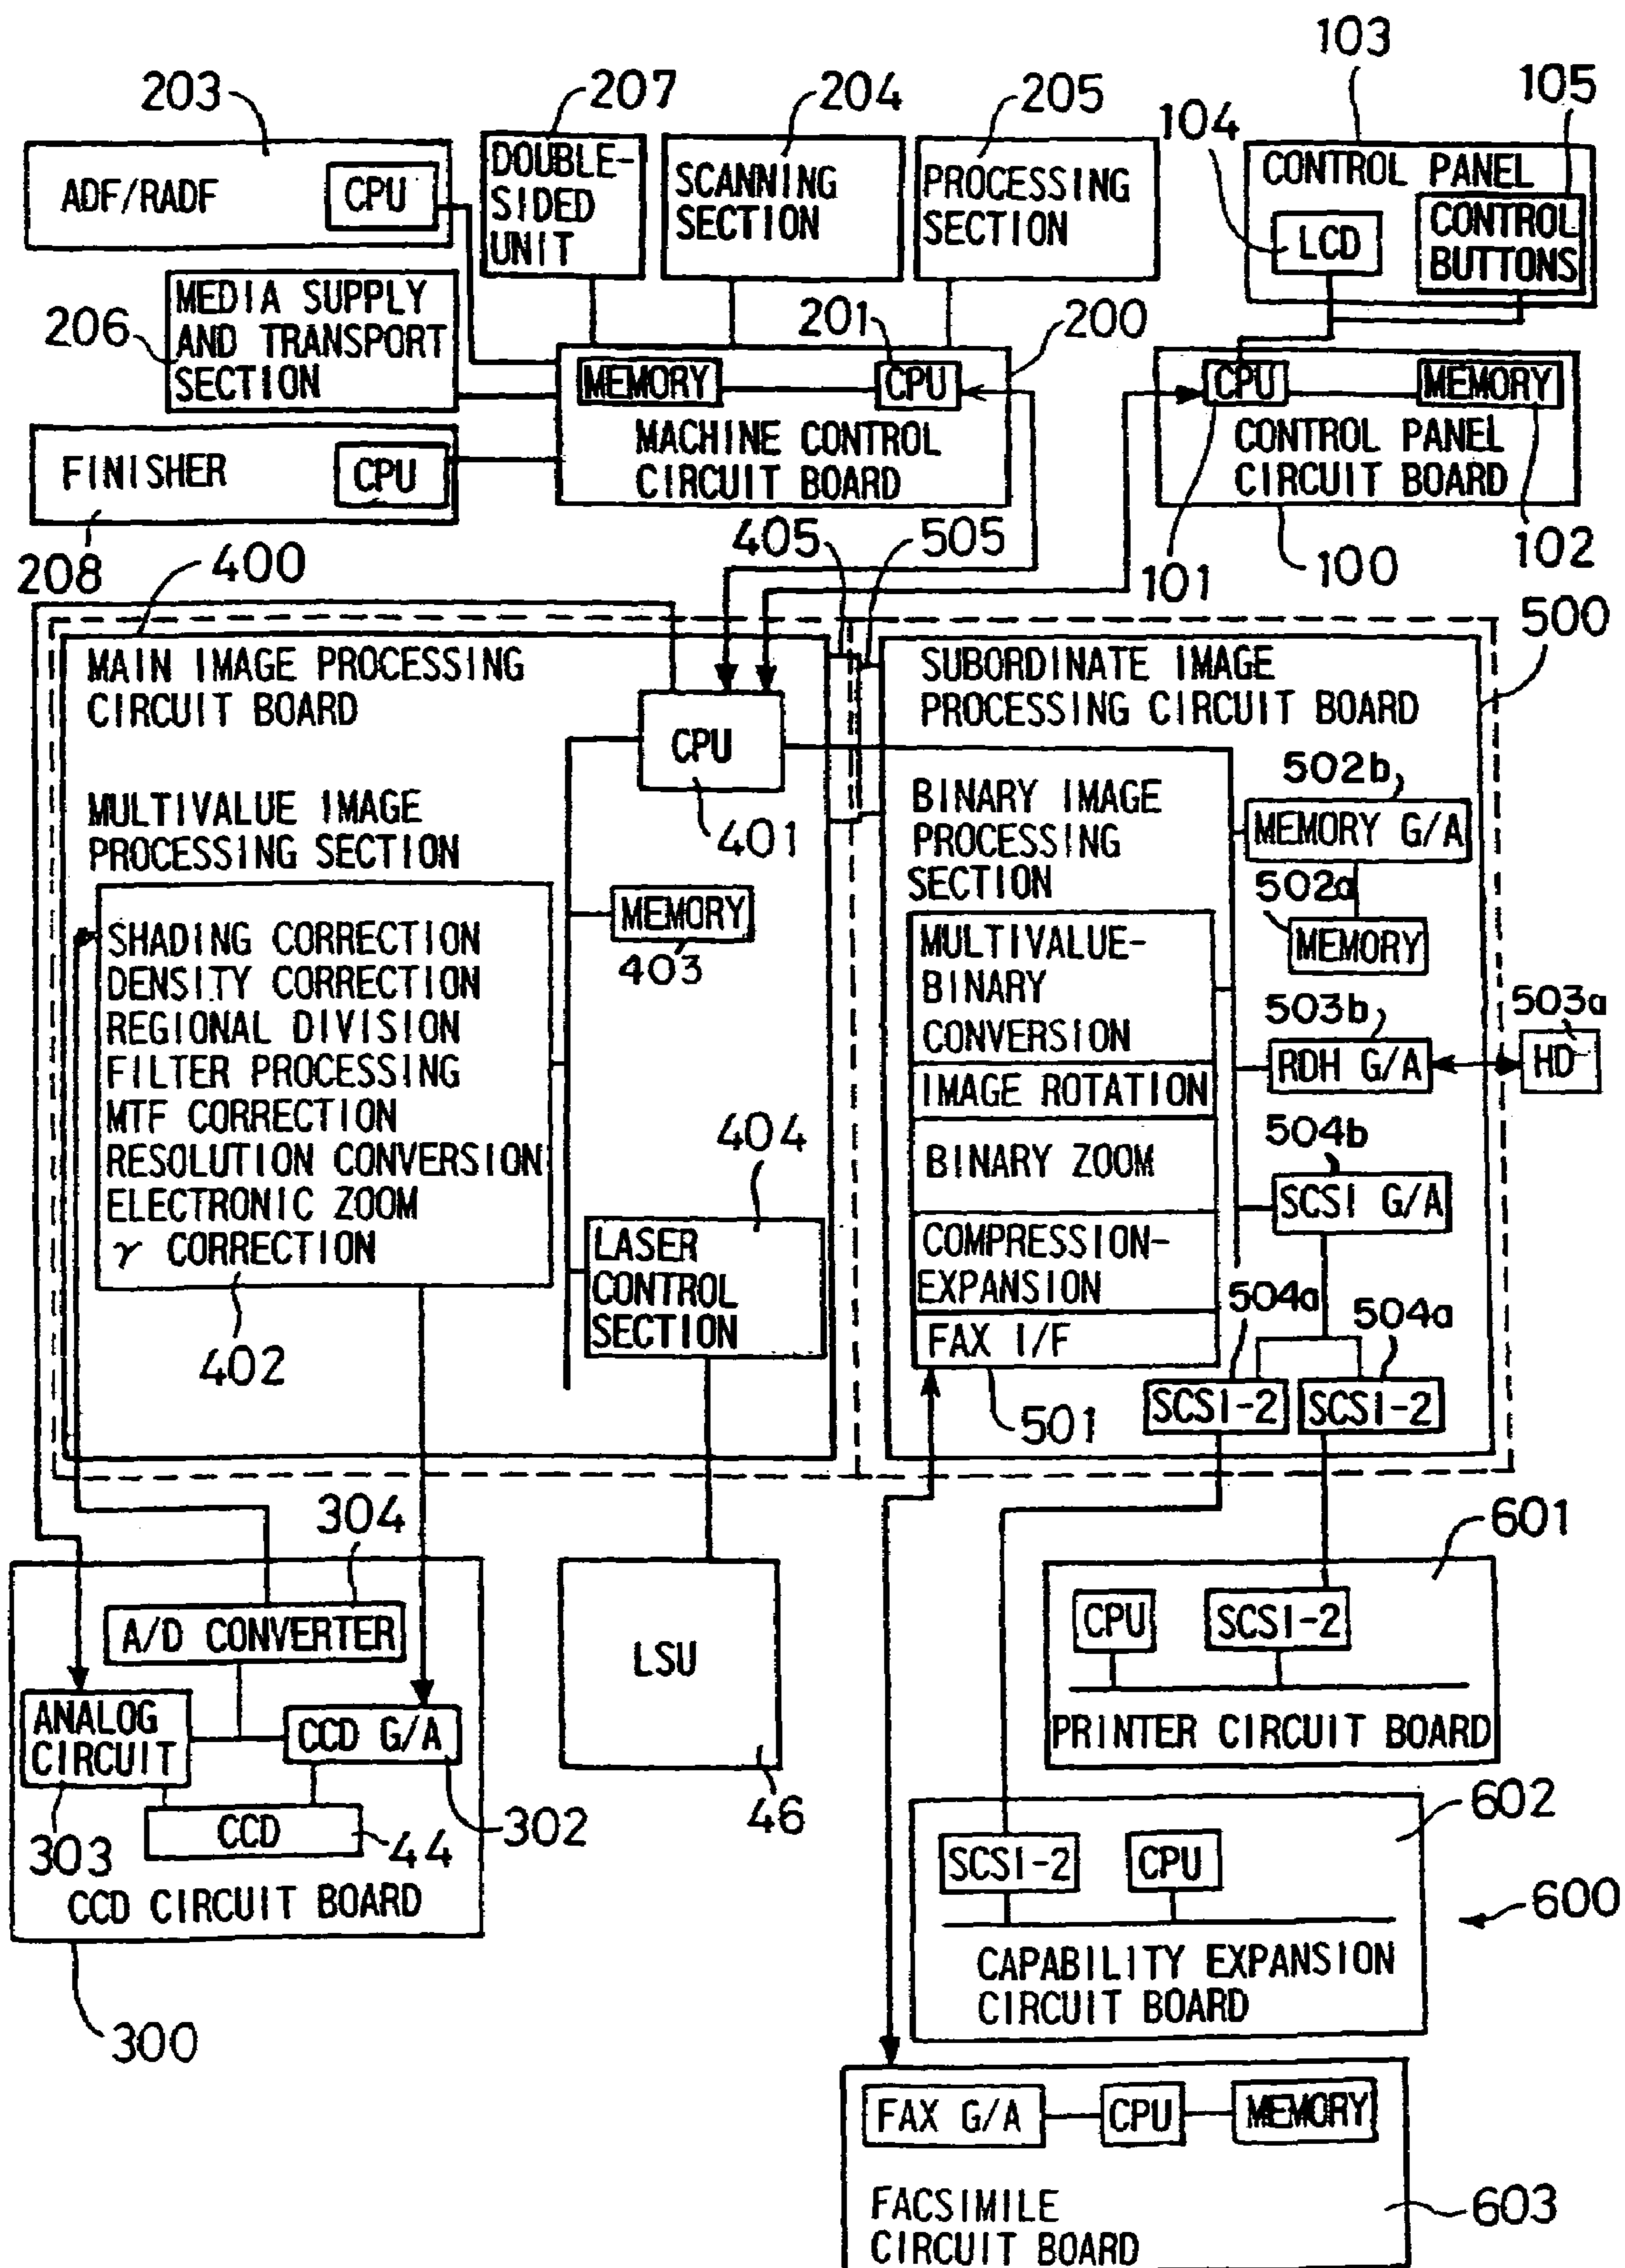 103
203
207
204
205
104
105
ADF/RADF
CPU
DOUBLE-
SIDED
UNIT
SCANNING
SECTION
PROCESSING
SECTION
CONTROL PANEL
LCD
CONTROL
BUTTONS
206
MEDIA SUPPLY
AND TRANSPORT
SECTION
201
200
MEMORY
CPU
MACHINE CONTROL
CIRCUIT BOARD
CPU
MEMORY
CONTROL PANEL
CIRCUIT BOARD
FINISHER
CPU
208
400
405
505
101
100
102
500
MAIN IMAGE PROCESSING
CIRCUIT BOARD
CPU
401
MULTIVALUE IMAGE
PROCESSING SECTION
SHADING CORRECTION
DENSITY CORRECTION
REGIONAL DIVISION
FILTER PROCESSING
MTF CORRECTION
RESOLUTION CONVERSION
ELECTRONIC ZOOM
γ CORRECTION
402
MEMORY
403
404
LASER
CONTROL
SECTION
SUBORDINATE IMAGE
PROCESSING CIRCUIT BOARD
BINARY IMAGE
PROCESSING
SECTION
502b
MEMORY G/A
502a
MEMORY
MULTIVALUE-
BINARY
CONVERSION
IMAGE ROTATION
BINARY ZOOM
COMPRESSION-
EXPANSION
FAX I/F
501
503b
RDH G/A
503a
HD
504b
SCSI G/A
504a
504a
SCSI-2
SCSI-2
304
A/D CONVERTER
ANALOG
CIRCUIT
CCD G/A
303
CCD
44
302
CCD CIRCUIT BOARD
300
LSU
46
601
CPU
SCSI-2
PRINTER CIRCUIT BOARD
602
SCSI-2
CPU
600
CAPABILITY EXPANSION
CIRCUIT BOARD
FAX G/A
CPU
MEMORY
FACSIMILE
CIRCUIT BOARD
603